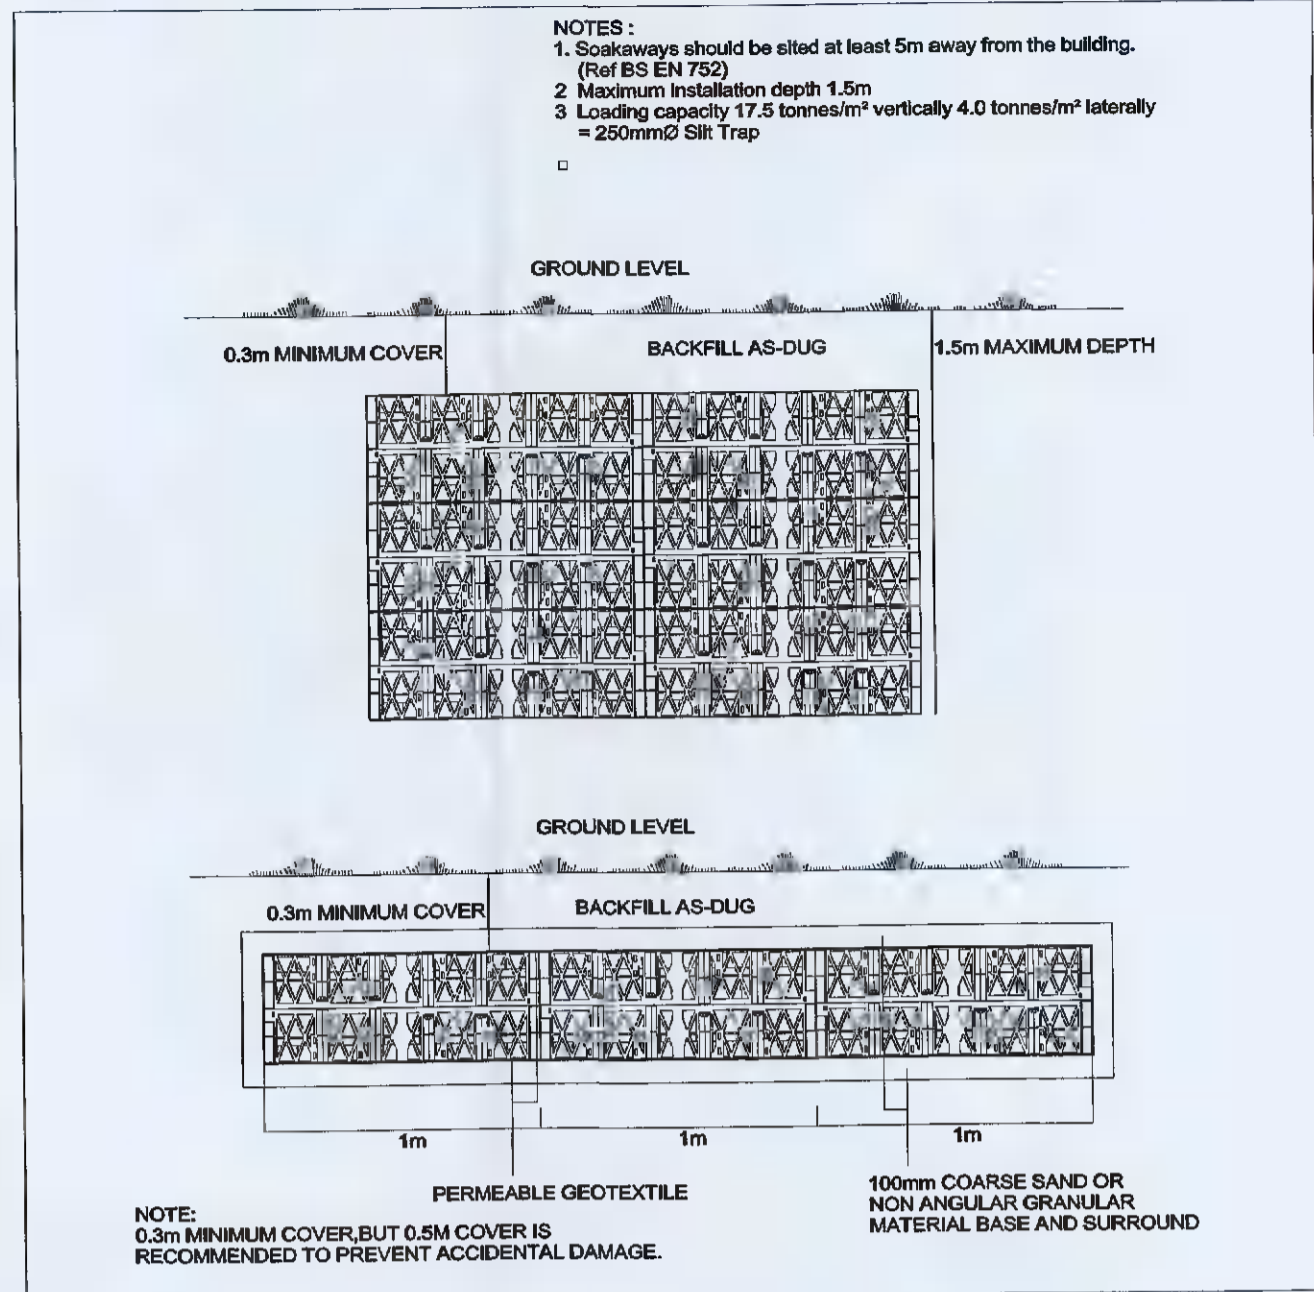 NOTES :
1. Soakaways should be sited at least 5m away from the building.
(Ref BS EN 752)
2 Maximum Installation depth 1.5m
3 Loading capacity 17.5 tonnes/m² vertically 4.0 tonnes/m² laterally
= 250mmØ Silt Trap
GROUND LEVEL
0.3m MINIMUM COVER
BACKFILL AS-DUG
1.5m MAXIMUM DEPTH
GROUND LEVEL
0.3m MINIMUM COVER
BACKFILL AS-DUG
1m
1m
1m
PERMEABLE GEOTEXTILE
100mm COARSE SAND OR
NON ANGULAR GRANULAR
MATERIAL BASE AND SURROUND
NOTE:
0.3m MINIMUM COVER,BUT 0.5M COVER IS
RECOMMENDED TO PREVENT ACCIDENTAL DAMAGE.